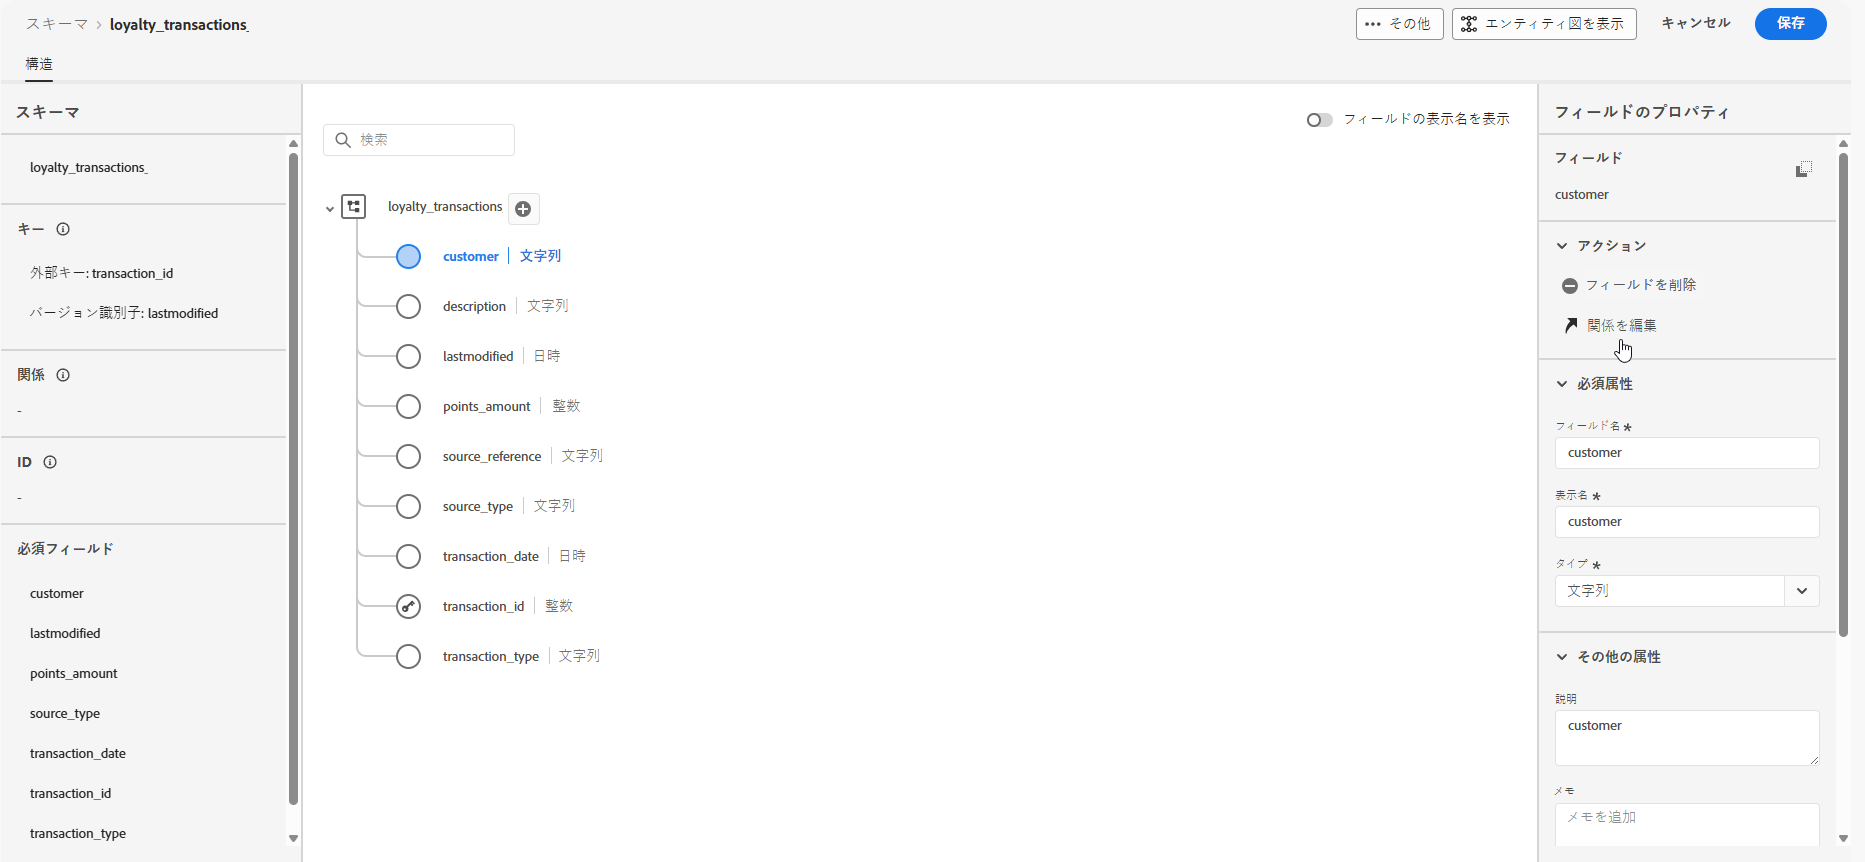 スキーマ › loyalty_transactions_
••• その他
エンティティ図を表示
キャンセル
保存
構造
スキーマ
loyalty_transactions_
キー
外部キー: transaction_id
バージョン識別子: lastmodified
関係
-
ID
-
必須フィールド
customer
lastmodified
points_amount
source_type
transaction_date
transaction_id
transaction_type
検索
フィールドの表示名を表示
loyalty_transactions
customer 文字列
description 文字列
lastmodified 日時
points_amount 整数
source_reference 文字列
source_type 文字列
transaction_date 日時
transaction_id 整数
transaction_type 文字列
フィールドのプロパティ
フィールド
customer
アクション
フィールドを削除
関係を編集
必須属性
フィールド名 *
customer
表示名 *
customer
タイプ *
文字列
その他の属性
説明
customer
メモ
メモを追加